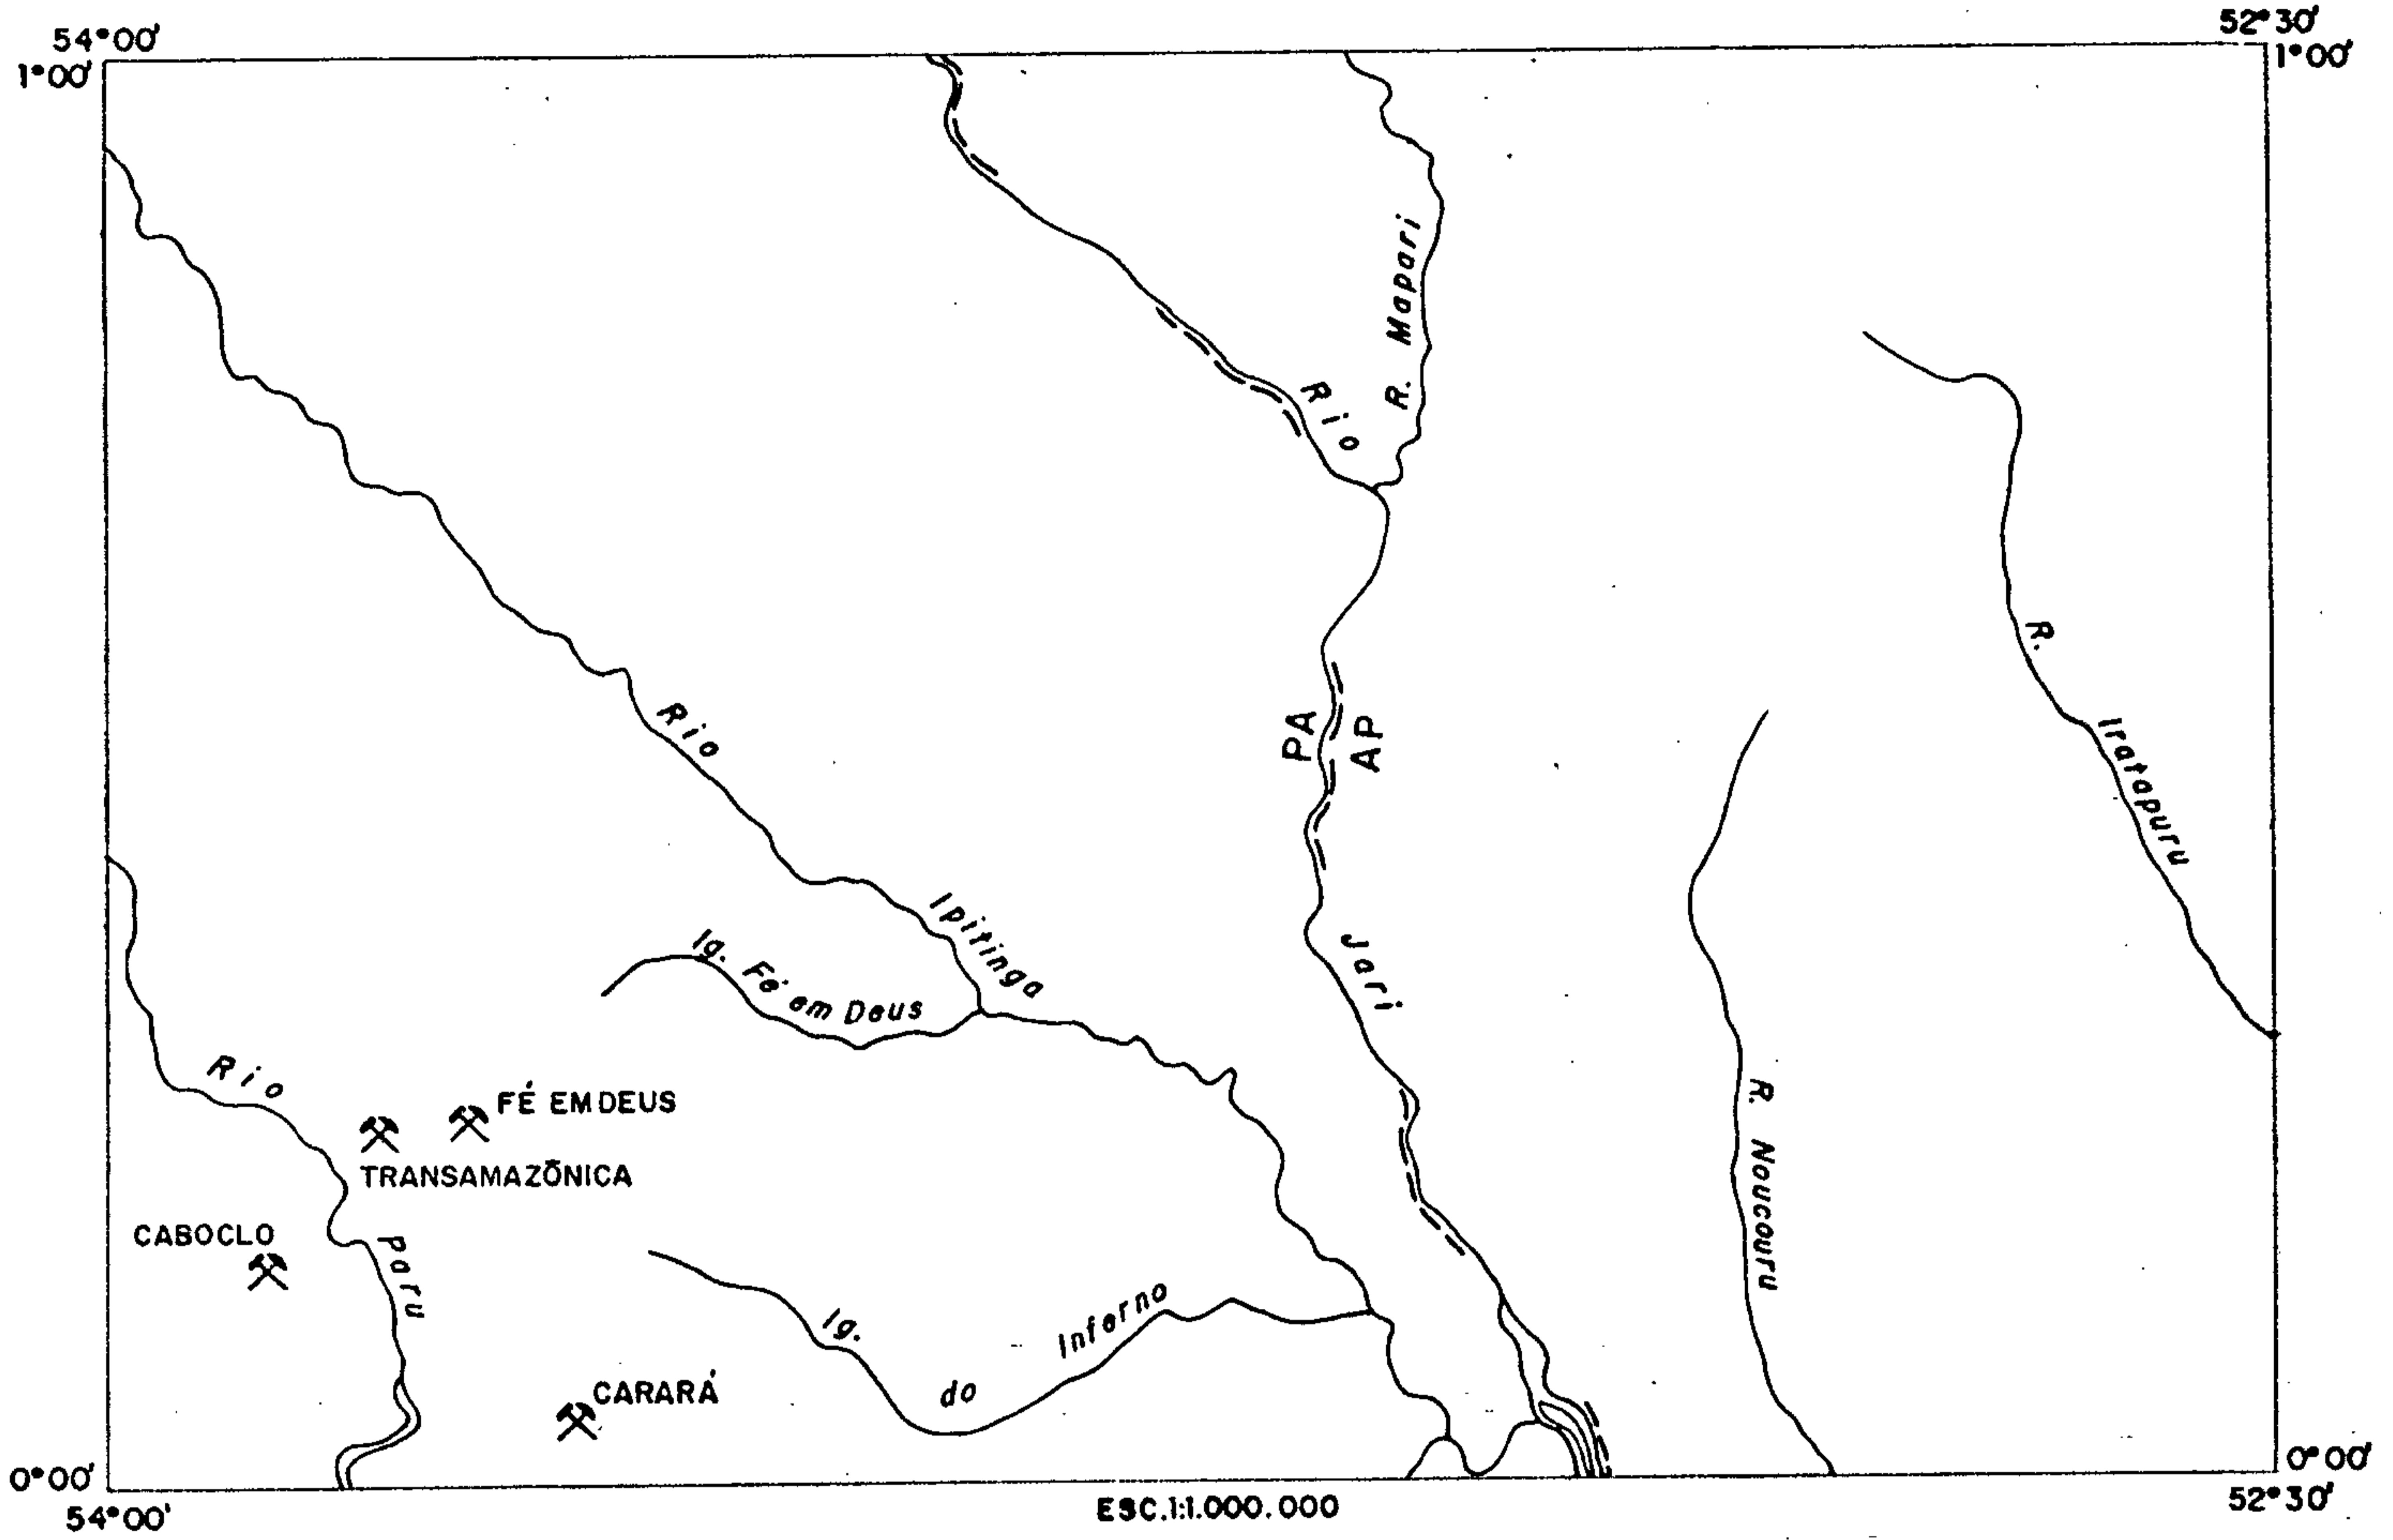 54°00'
52°30'
1°00'
1°00'
R. Mapari
Rio
R.
Iratapuru
PA
AP
Rio
Ipitinga
Jari
Ig. Fé em Deus
Rio
Paru
FÉ EM DEUS
TRANSAMAZÔNICA
CABOCLO
R. Noucouru
Ig.
do
Inferno
CARARÁ
0°00'
0°00'
54°00'
52°30'
ESC.1:1.000.000